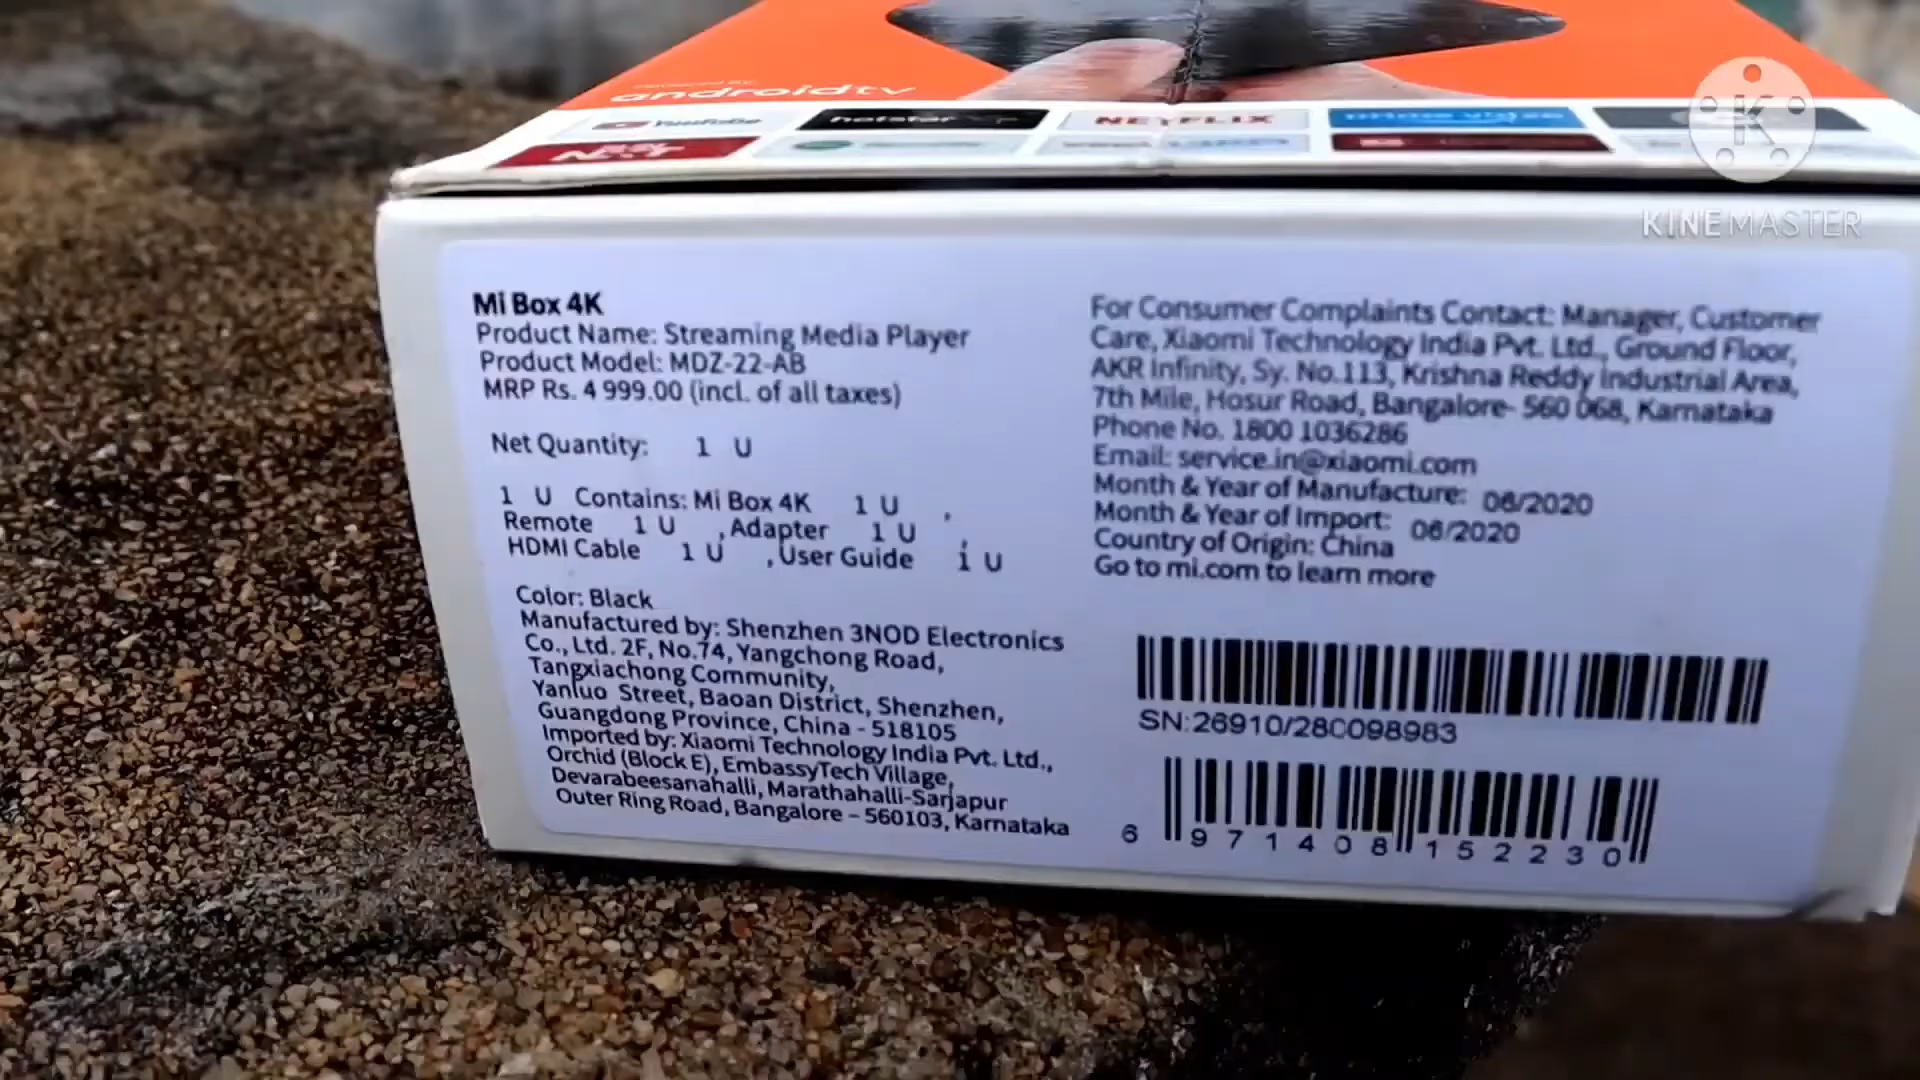 androidtv
YouTube
hotstar
NETFLIX
prime video
Mi Box 4K
Product Name: Streaming Media Player
Product Model: MDZ-22-AB
MRP Rs. 4 999.00 (incl. of all taxes)
Net Quantity: 1 U
1 U Contains: Mi Box 4K 1 U ,
Remote 1 U , Adapter 1 U ,
HDMI Cable 1 U , User Guide 1 U
Color: Black
Manufactured by: Shenzhen 3NOD Electronics
Co., Ltd. 2F, No.74, Yangchong Road,
Tangxiachong Community,
Yanluo Street, Baoan District, Shenzhen,
Guangdong Province, China - 518105
Imported by: Xiaomi Technology India Pvt. Ltd.,
Orchid (Block E), EmbassyTech Village,
Devarabeesanahalli, Marathahalli-Sarjapur
Outer Ring Road, Bangalore – 560103, Karnataka
For Consumer Complaints Contact: Manager, Customer
Care, Xiaomi Technology India Pvt. Ltd., Ground Floor,
AKR Infinity, Sy. No.113, Krishna Reddy Industrial Area,
7th Mile, Hosur Road, Bangalore- 560 068, Karnataka
Phone No. 1800 1036286
Email: service.in@xiaomi.com
Month & Year of Manufacture: 06/2020
Month & Year of Import: 06/2020
Country of Origin: China
Go to mi.com to learn more
SN:26910/280098983
6 971408 152230
K
KINEMASTER